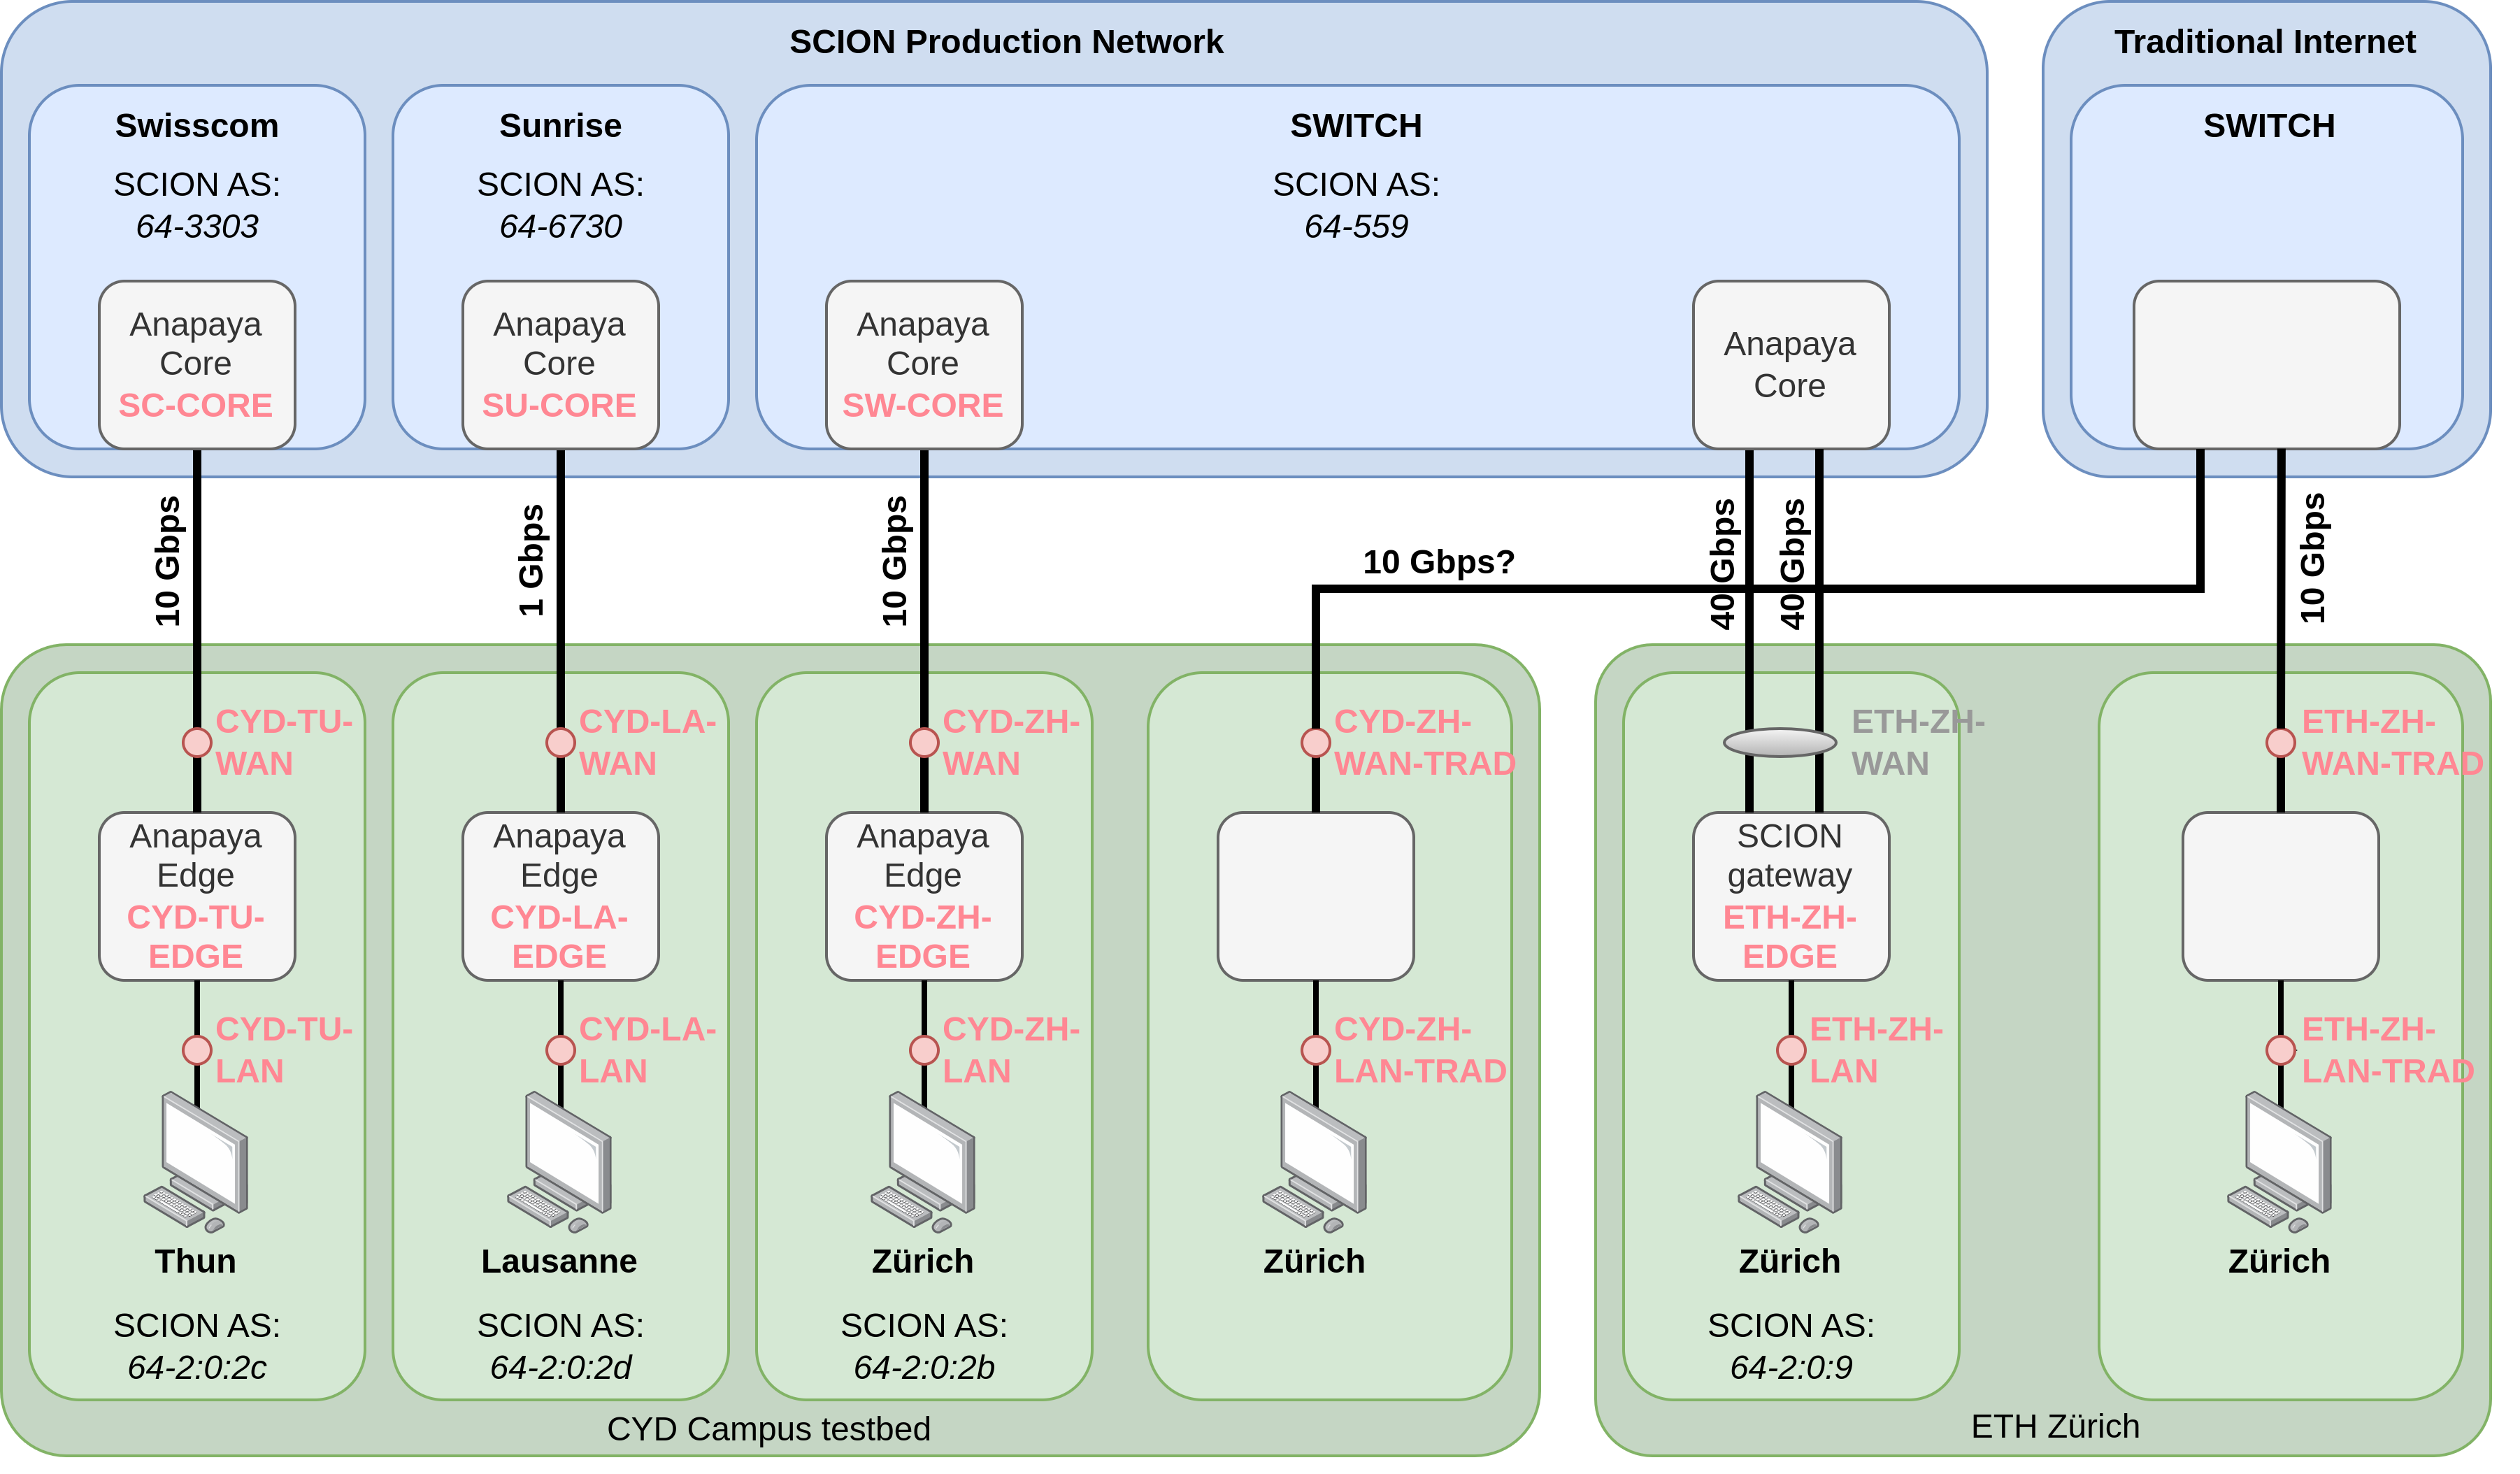 SCION Production Network
Traditional Internet
Swisscom
SCION AS:
64-3303
Anapaya
Core
SC-CORE
Sunrise
SCION AS:
64-6730
Anapaya
Core
SU-CORE
SWITCH
SCION AS:
64-559
Anapaya
Core
SW-CORE
Anapaya
Core
SWITCH
10 Gbps
1 Gbps
10 Gbps
10 Gbps?
40 Gbps
40 Gbps
10 Gbps
CYD-TU-
WAN
Anapaya
Edge
CYD-TU-
EDGE
CYD-TU-
LAN
Thun
SCION AS:
64-2:0:2c
CYD-LA-
WAN
Anapaya
Edge
CYD-LA-
EDGE
CYD-LA-
LAN
Lausanne
SCION AS:
64-2:0:2d
CYD-ZH-
WAN
Anapaya
Edge
CYD-ZH-
EDGE
CYD-ZH-
LAN
Zürich
SCION AS:
64-2:0:2b
CYD-ZH-
WAN-TRAD
CYD-ZH-
LAN-TRAD
Zürich
CYD Campus testbed
ETH-ZH-
WAN
SCION
gateway
ETH-ZH-
EDGE
ETH-ZH-
LAN
Zürich
SCION AS:
64-2:0:9
ETH-ZH-
WAN-TRAD
ETH-ZH-
LAN-TRAD
Zürich
ETH Zürich